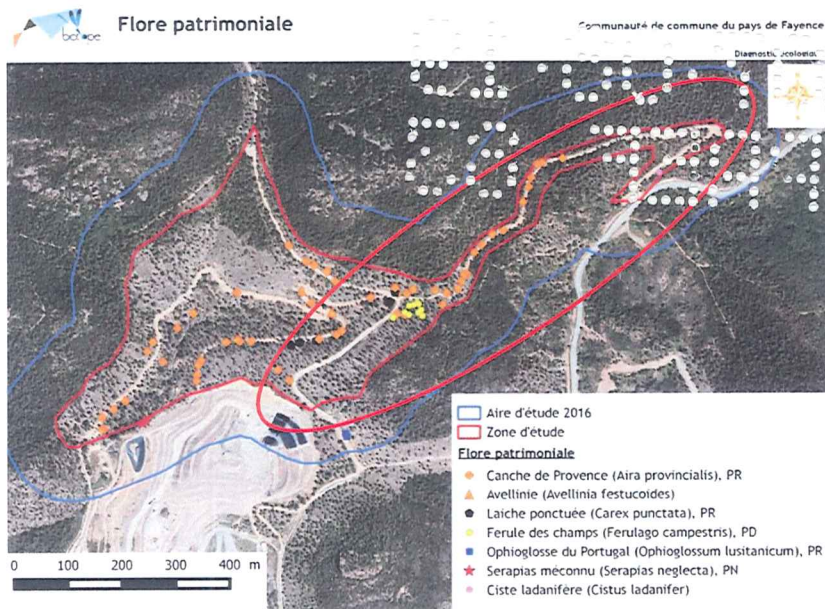 biotope
Flore patrimoniale
Communauté de commune du pays de Fayence
Diagnostic écologique
Aire d'étude 2016
Zone d'étude
Flore patrimoniale
Canche de Provence (Aira provincialis), PR
Avellinie (Avellinia festucoides)
Laiche ponctuée (Carex punctata), PR
Ferule des champs (Ferulago campestris), PD
Ophioglosse du Portugal (Ophioglossum lusitanicum), PR
Serapias méconnu (Serapias neglecta), PN
Ciste ladanifère (Cistus ladanifer)
0 100 200 300 400 m